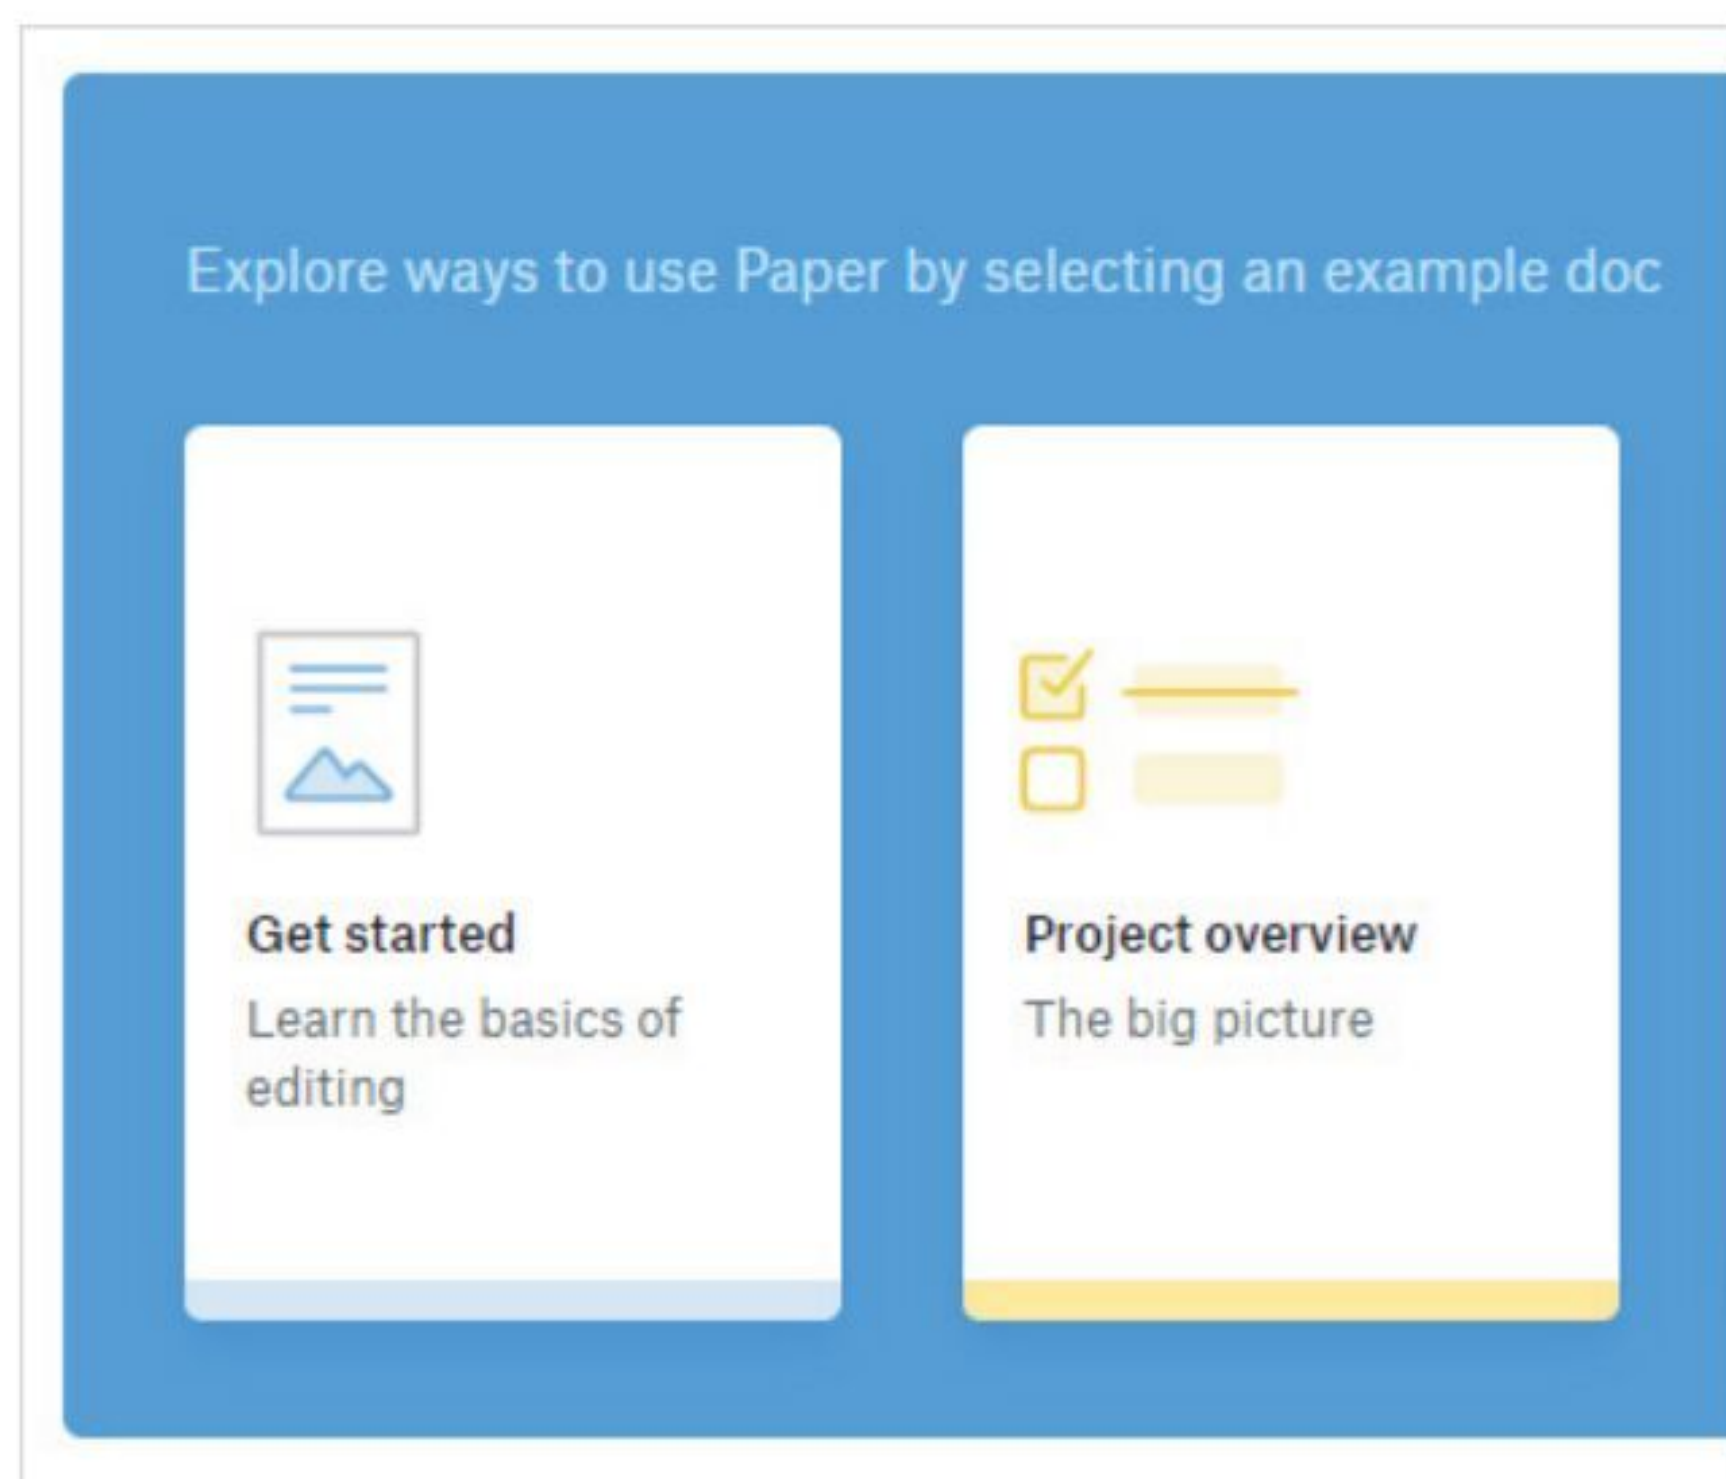 Explore ways to use Paper by selecting an example doc
Get started
Learn the basics of
editing
Project overview
The big picture